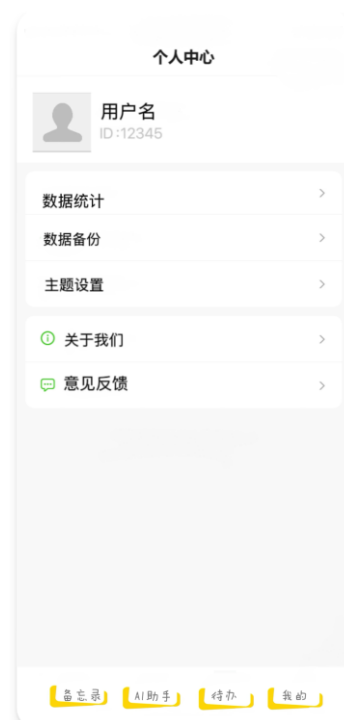 个人中心
用户名
ID:12345
数据统计
数据备份
主题设置
关于我们
意见反馈
备忘录 AI助手 待办 我的